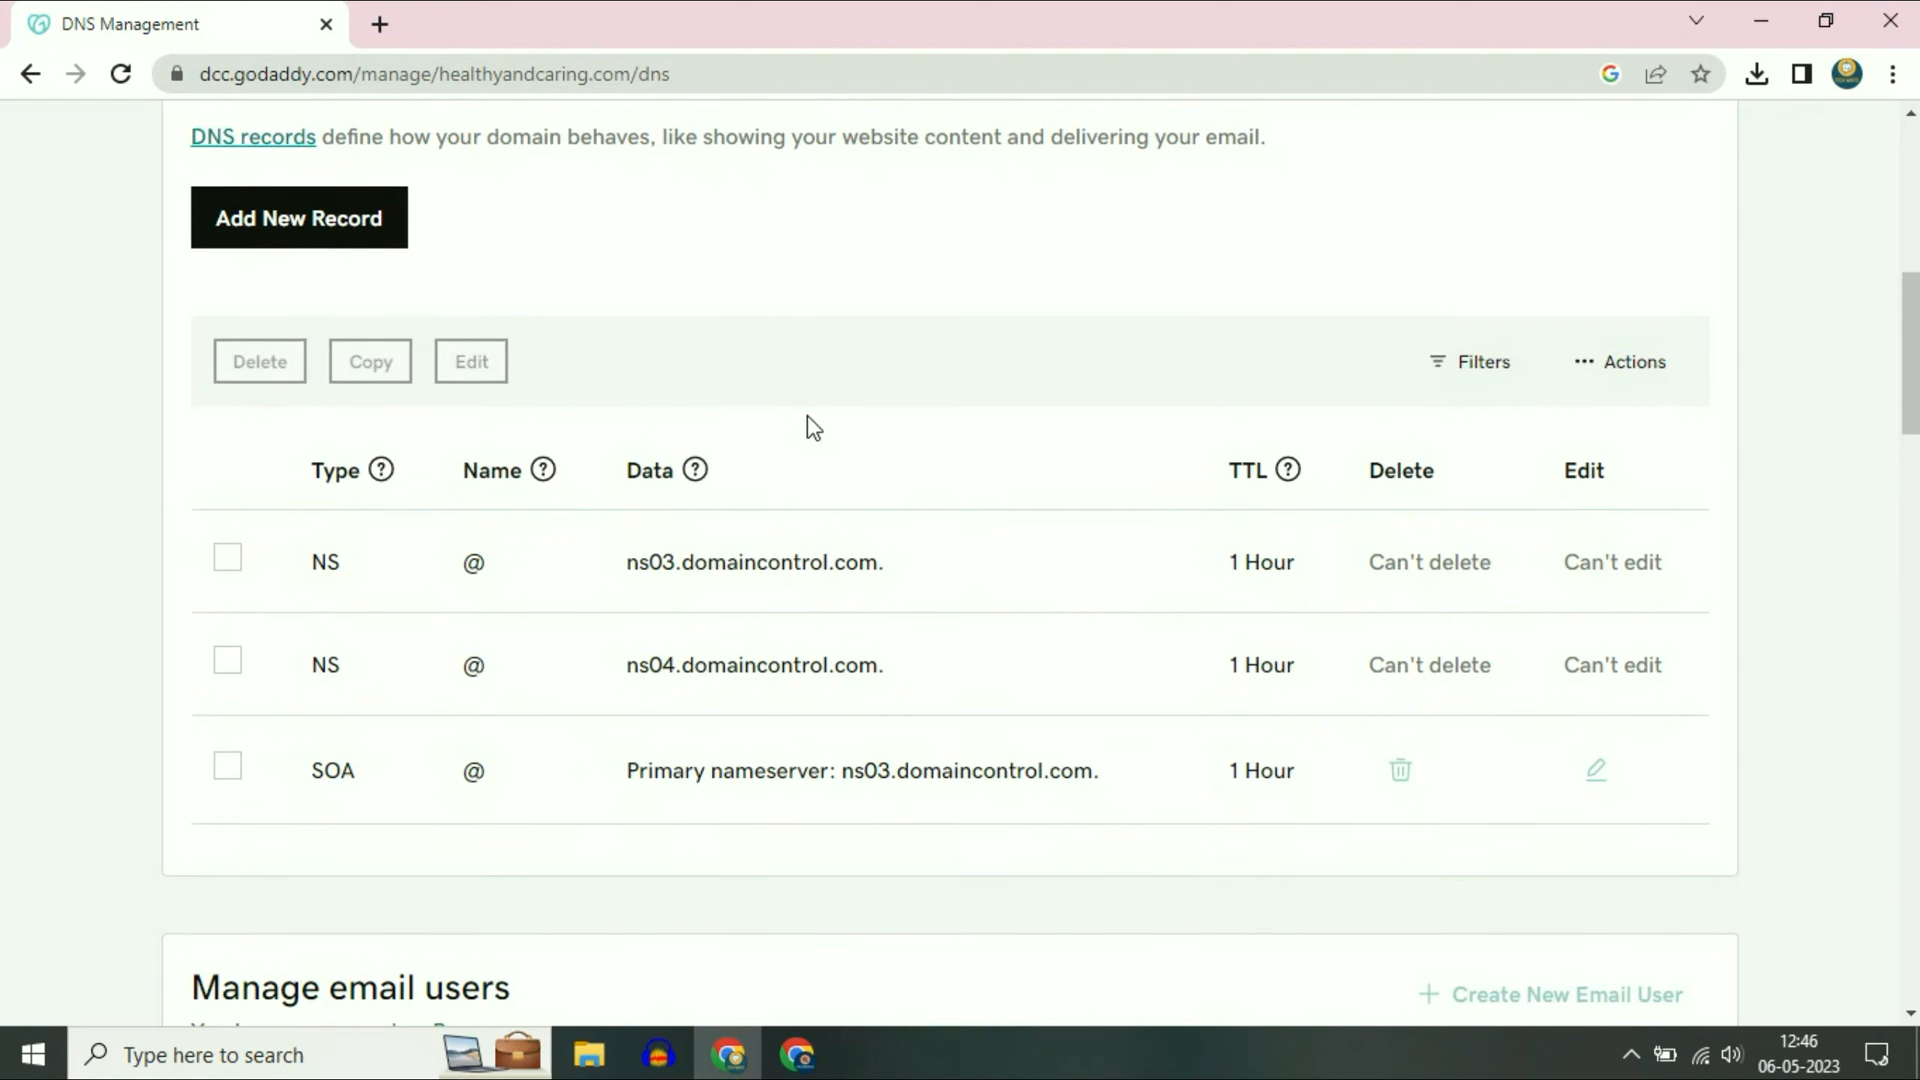 DNS Management
dcc.godaddy.com/manage/healthyandcaring.com/dns
DNS records define how your domain behaves, like showing your website content and delivering your email.
Add New Record
Delete Copy Edit Filters Actions
Type Name Data TTL Delete Edit
NS @ ns03.domaincontrol.com. 1 Hour Can't delete Can't edit
NS @ ns04.domaincontrol.com. 1 Hour Can't delete Can't edit
SOA @ Primary nameserver: ns03.domaincontrol.com. 1 Hour
Manage email users
+ Create New Email User
Type here to search
12:46
06-05-2023